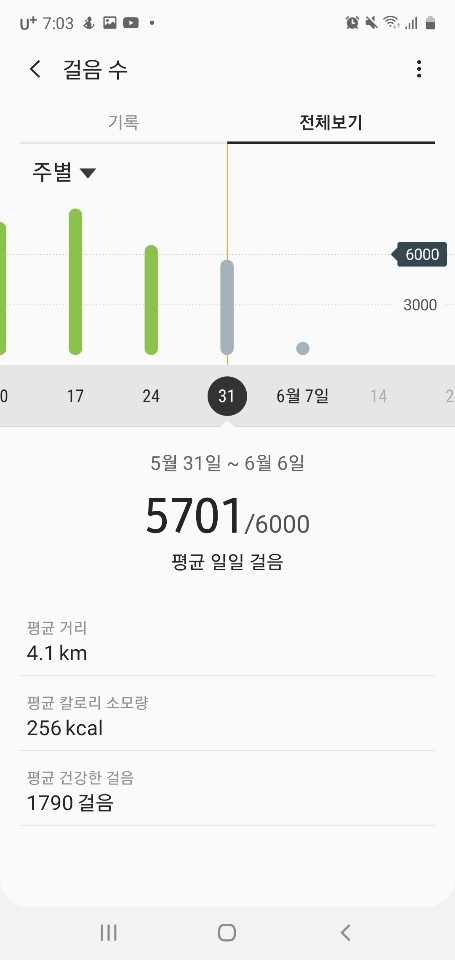 U+ 7:03
걸음 수
기록 전체보기
주별
6000
3000
0 17 24 31 6월 7일 14 2
5월 31일 ~ 6월 6일
5701/6000
평균 일일 걸음
평균 거리
4.1 km
평균 칼로리 소모량
256 kcal
평균 건강한 걸음
1790 걸음